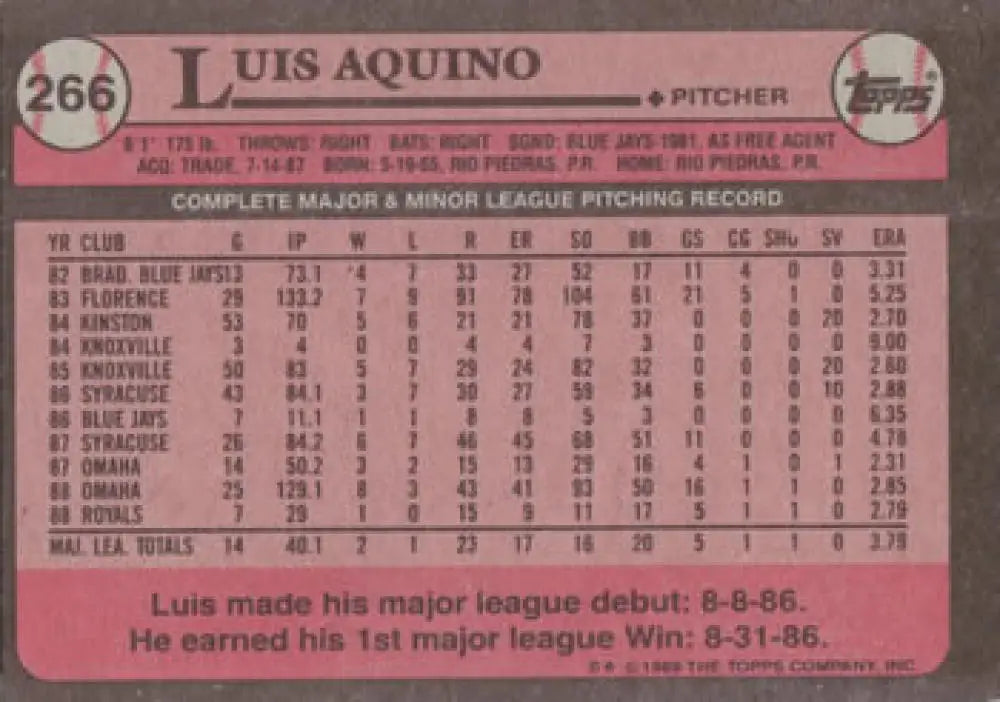 266
LUIS AQUINO
◆ PITCHER
Topps®
6'1" 175 lb. THROWS: RIGHT BATS: RIGHT SGND: BLUE JAYS-1981, AS FREE AGENT
ACQ: TRADE, 7-14-87 BORN: 5-19-65, RIO PIEDRAS, P.R. HOME: RIO PIEDRAS, P.R.
COMPLETE MAJOR & MINOR LEAGUE PITCHING RECORD
YR CLUB G IP W L R ER SO BB GS CG SHO SV ERA
82 BRAD. BLUE JAYS 13 73.1 4 7 33 27 52 17 11 4 0 0 3.31
83 FLORENCE 29 133.2 7 9 91 78 104 61 21 5 1 0 5.25
84 KINSTON 53 70 5 6 21 21 78 37 0 0 0 20 2.70
84 KNOXVILLE 3 4 0 0 4 4 7 3 0 0 0 0 9.00
85 KNOXVILLE 50 83 5 7 29 24 82 32 0 0 0 20 2.60
86 SYRACUSE 43 84.1 3 7 30 27 59 34 6 0 0 10 2.88
86 BLUE JAYS 7 11.1 1 1 8 8 5 3 0 0 0 0 6.35
87 SYRACUSE 26 84.2 6 7 46 45 68 51 11 0 0 0 4.78
87 OMAHA 14 50.2 3 2 15 13 29 16 4 1 0 1 2.31
88 OMAHA 25 129.1 8 3 43 41 93 50 16 1 1 0 2.85
88 ROYALS 7 29 1 0 15 9 11 17 5 1 1 0 2.79
MAJ. LEA. TOTALS 14 40.1 2 1 23 17 16 20 5 1 1 0 3.79
Luis made his major league debut: 8-8-86.
He earned his 1st major league Win: 8-31-86.
© 1989 THE TOPPS COMPANY, INC.